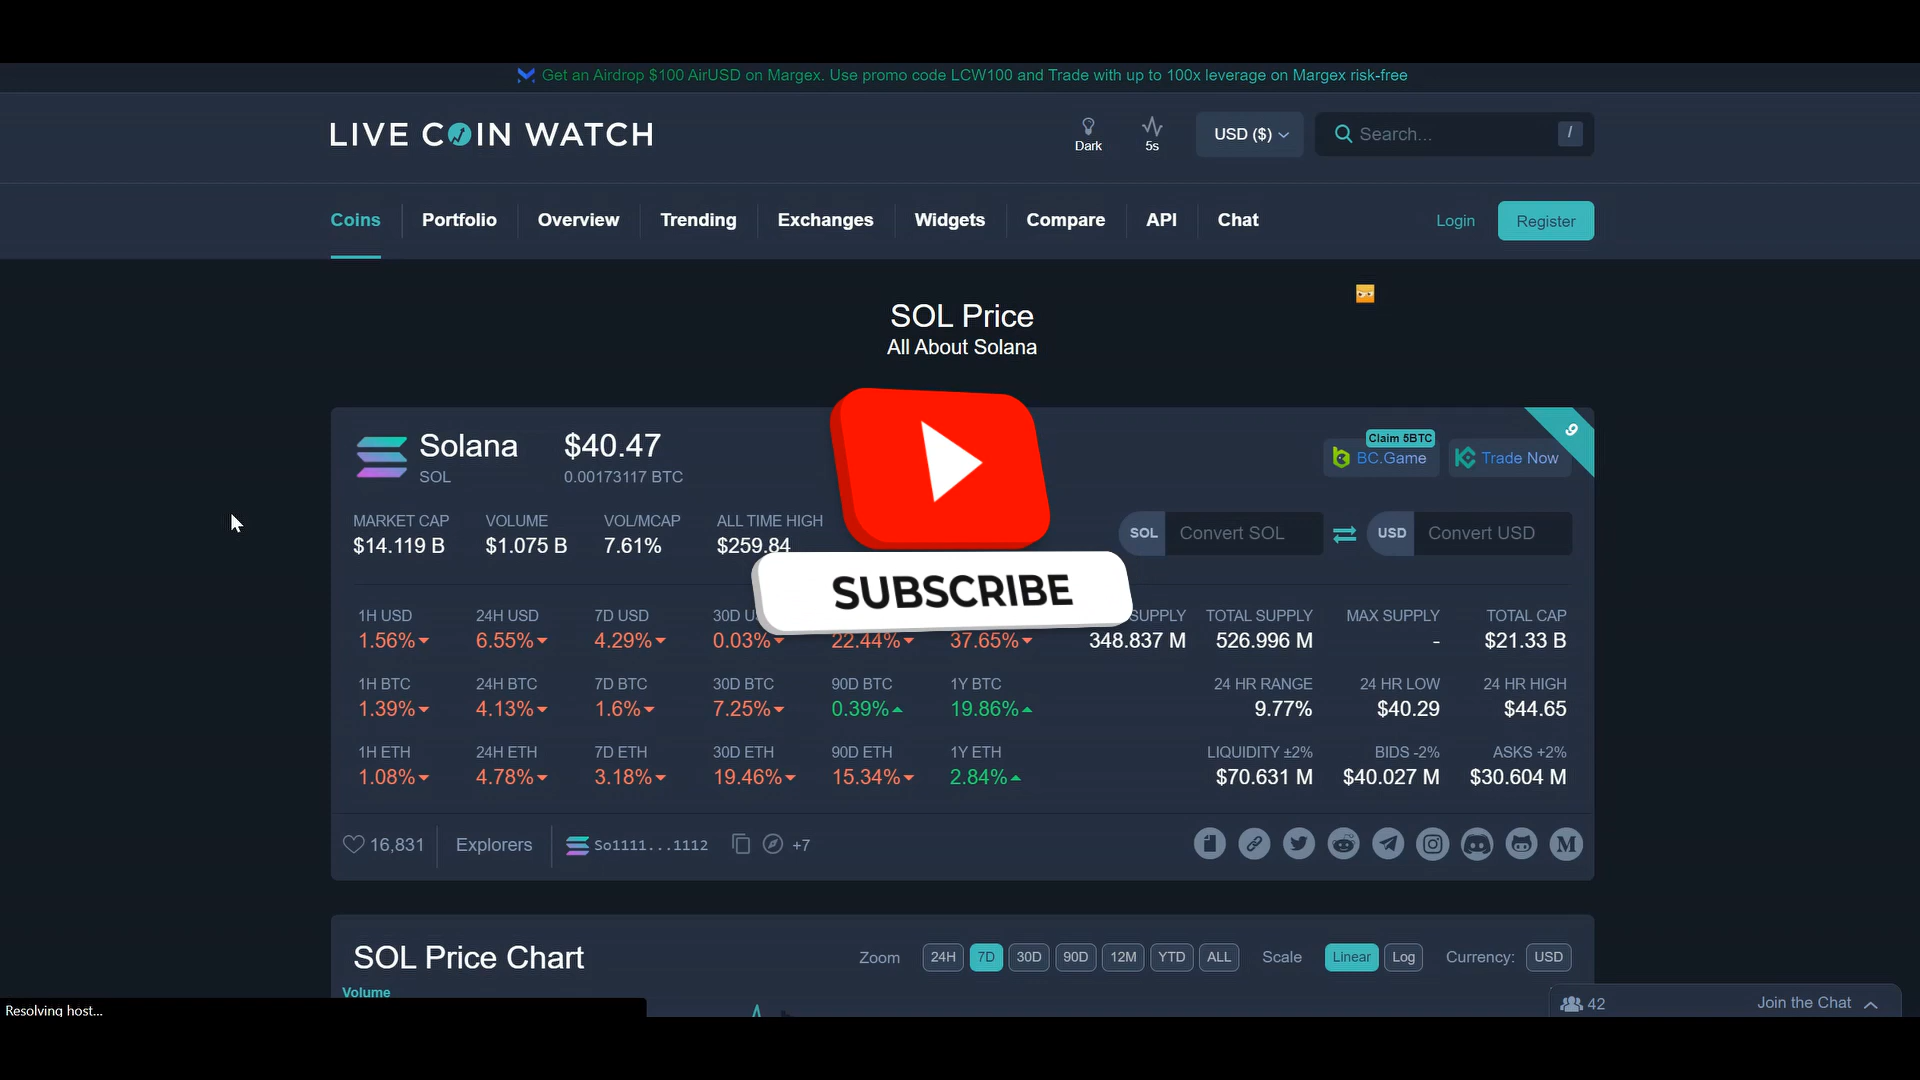 Get an Airdrop $100 AirUSD on Margex. Use promo code LCW100 and Trade with up to 100x leverage on Margex risk-free
LIVE COIN WATCH
Dark
5s
USD ($)
Search...
/
Coins
Portfolio
Overview
Trending
Exchanges
Widgets
Compare
API
Chat
Login
Register
SOL Price
All About Solana
Solana
SOL
$40.47
0.00173117 BTC
Claim 5BTC
BC.Game
Trade Now
9
MARKET CAP
$14.119 B
VOLUME
$1.075 B
VOL/MCAP
7.61%
ALL TIME HIGH
$259.84
SOL
Convert SOL
USD
Convert USD
SUBSCRIBE
1H USD
1.56%
24H USD
6.55%
7D USD
4.29%
30D U
0.03%
22.44%
37.65%
SUPPLY
348.837 M
TOTAL SUPPLY
526.996 M
MAX SUPPLY
-
TOTAL CAP
$21.33 B
1H BTC
1.39%
24H BTC
4.13%
7D BTC
1.6%
30D BTC
7.25%
90D BTC
0.39%
1Y BTC
19.86%
24 HR RANGE
9.77%
24 HR LOW
$40.29
24 HR HIGH
$44.65
1H ETH
1.08%
24H ETH
4.78%
7D ETH
3.18%
30D ETH
19.46%
90D ETH
15.34%
1Y ETH
2.84%
LIQUIDITY ±2%
$70.631 M
BIDS -2%
$40.027 M
ASKS +2%
$30.604 M
16,831
Explorers
So1111...1112
+7
SOL Price Chart
Zoom
24H
7D
30D
90D
12M
YTD
ALL
Scale
Linear
Log
Currency:
USD
Volume
Resolving host...
42
Join the Chat